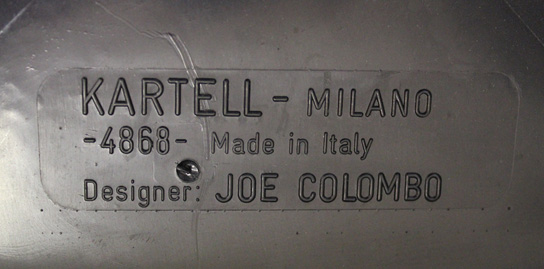 KARTELL - MILANO
-4868- Made in Italy
Designer: JOE COLOMBO